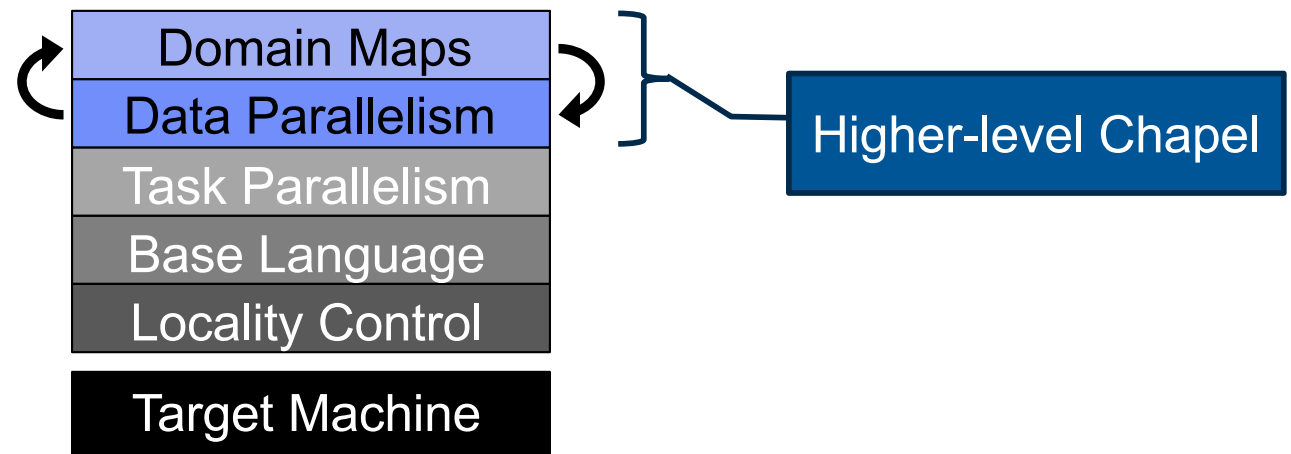 Domain Maps
Data Parallelism
Task Parallelism
Base Language
Locality Control
Target Machine
Higher-level Chapel